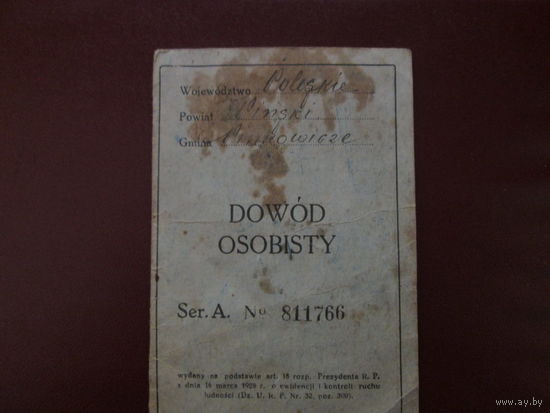 Województwo Poleskie
Powiat Piński
Gmina
DOWÓD
OSOBISTY
Ser. A. Nº 811766
wydany na podstawie art. 18 rozp. Prezydenta R. P.
z dnia 16 marca 1928 r. o ewidencji i kontroli ruchu
ludności (Dz. U. R. P. Nr. 32, poz. 309).
www.ay.by